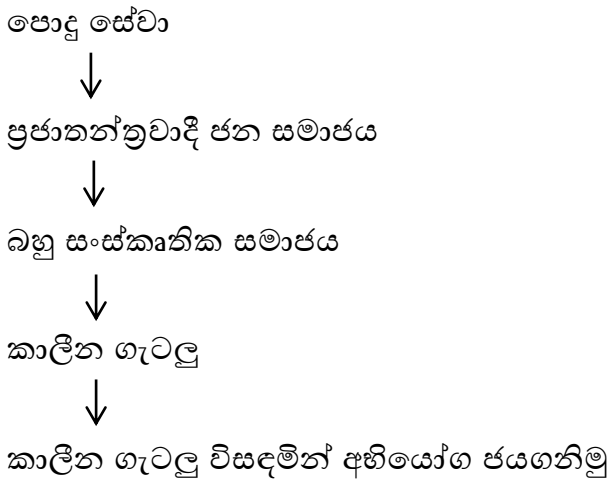 පොදු සේවා
ප්‍රජාතන්ත්‍රවාදී ජන සමාජය
බහු සංස්කෘතික සමාජය
කාලීන ගැටලු
කාලීන ගැටලු විසඳමින් අභියෝග ජයගනිමු